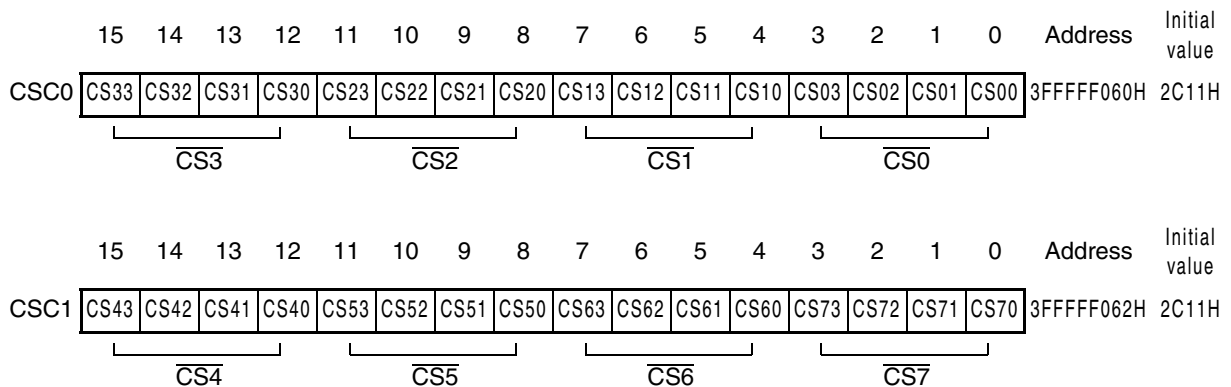 15 14 13 12 11 10 9 8 7 6 5 4 3 2 1 0 Address Initial value
CSC0 CS33 CS32 CS31 CS30 CS23 CS22 CS21 CS20 CS13 CS12 CS11 CS10 CS03 CS02 CS01 CS00 3FFFFF060H 2C11H
CS3 CS2 CS1 CS0
15 14 13 12 11 10 9 8 7 6 5 4 3 2 1 0 Address Initial value
CSC1 CS43 CS42 CS41 CS40 CS53 CS52 CS51 CS50 CS63 CS62 CS61 CS60 CS73 CS72 CS71 CS70 3FFFFF062H 2C11H
CS4 CS5 CS6 CS7